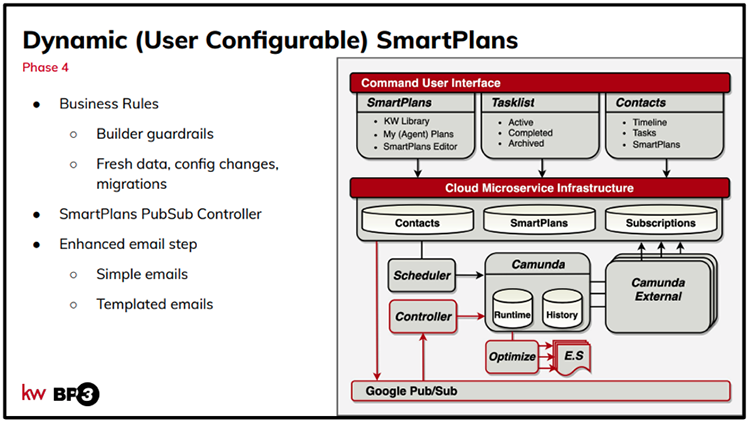 Dynamic (User Configurable) SmartPlans
Phase 4
● Business Rules
○ Builder guardrails
○ Fresh data, config changes,
migrations
● SmartPlans PubSub Controller
● Enhanced email step
○ Simple emails
○ Templated emails
kw BP3
Command User Interface
SmartPlans
• KW Library
• My (Agent) Plans
• SmartPlans Editor
Tasklist
• Active
• Completed
• Archived
Contacts
• Timeline
• Tasks
• SmartPlans
Cloud Microservice Infrastructure
Contacts
SmartPlans
Subscriptions
Scheduler
Camunda
Runtime
History
Camunda
External
Controller
Optimize
E.S
Google Pub/Sub